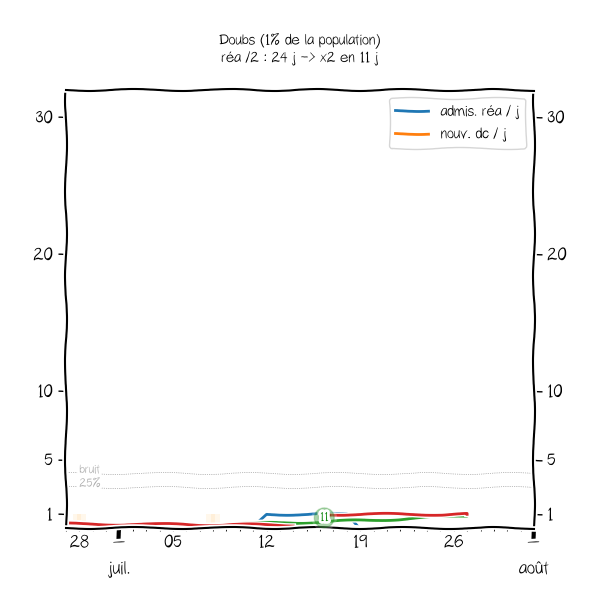 Doubs (1% de la population)
réa /2 : 24 j -> x2 en 11 j
admis. réa / j
nouv. dc / j
30
30
20
20
10
10
5
5
bruit
25%
1
11
1
28
05
12
19
26
juil.
août